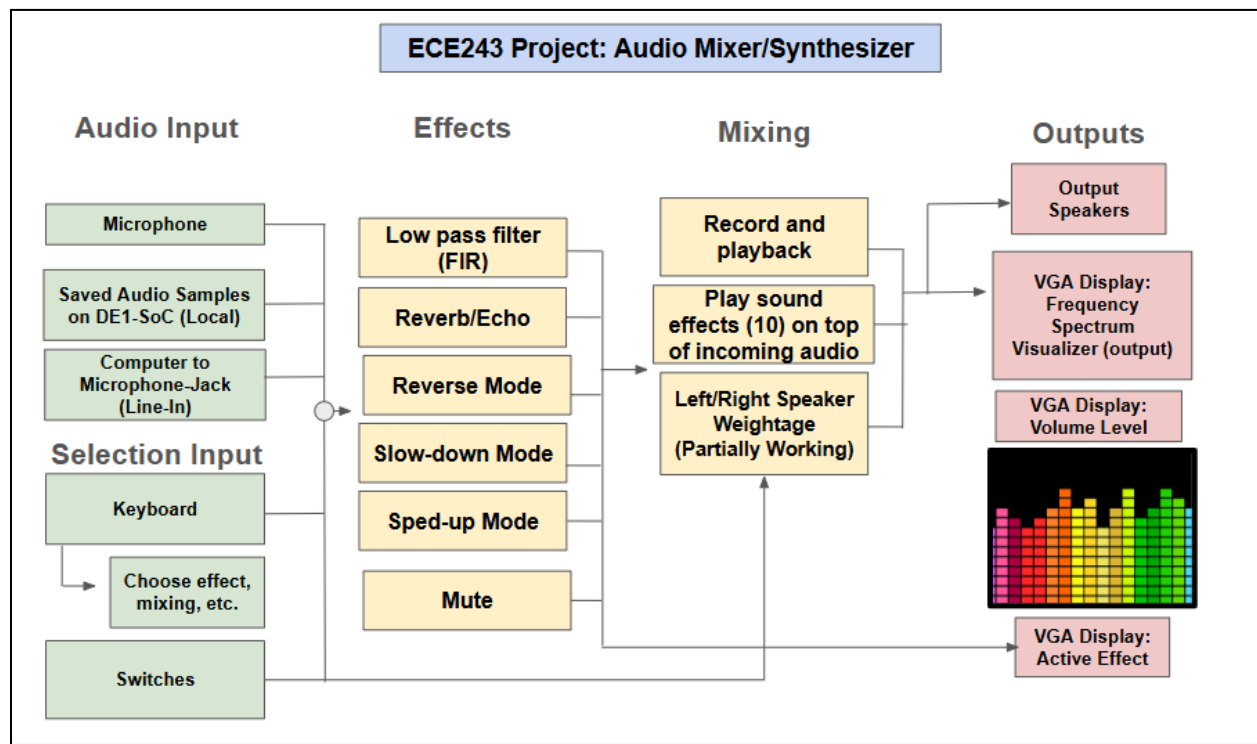 ECE243 Project: Audio Mixer/Synthesizer
Audio Input
Effects
Mixing
Outputs
Microphone
Saved Audio Samples
on DE1-SoC (Local)
Computer to
Microphone-Jack
(Line-In)
Selection Input
Keyboard
Choose effect,
mixing, etc.
Switches
Low pass filter
(FIR)
Reverb/Echo
Reverse Mode
Slow-down Mode
Sped-up Mode
Mute
Record and
playback
Play sound
effects (10) on top
of incoming audio
Left/Right Speaker
Weightage
(Partially Working)
Output
Speakers
VGA Display:
Frequency
Spectrum
Visualizer (output)
VGA Display:
Volume Level
VGA Display:
Active Effect